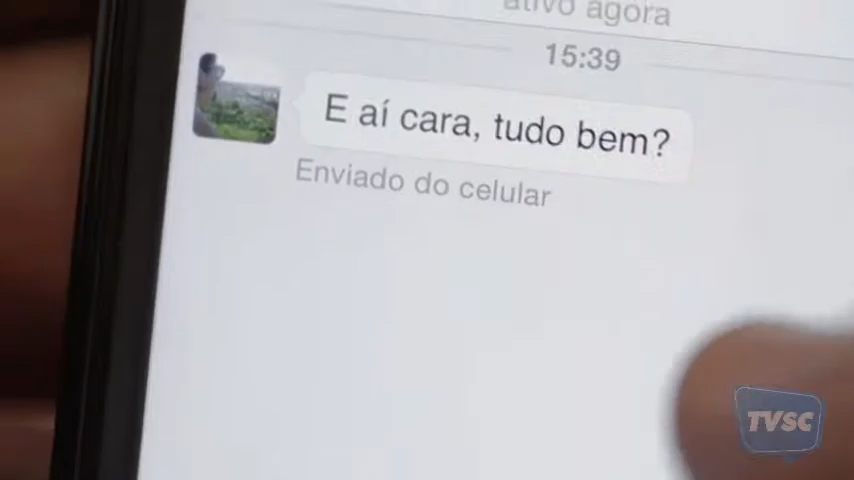 ativo agora
15:39
E aí cara, tudo bem?
Enviado do celular
TVSC